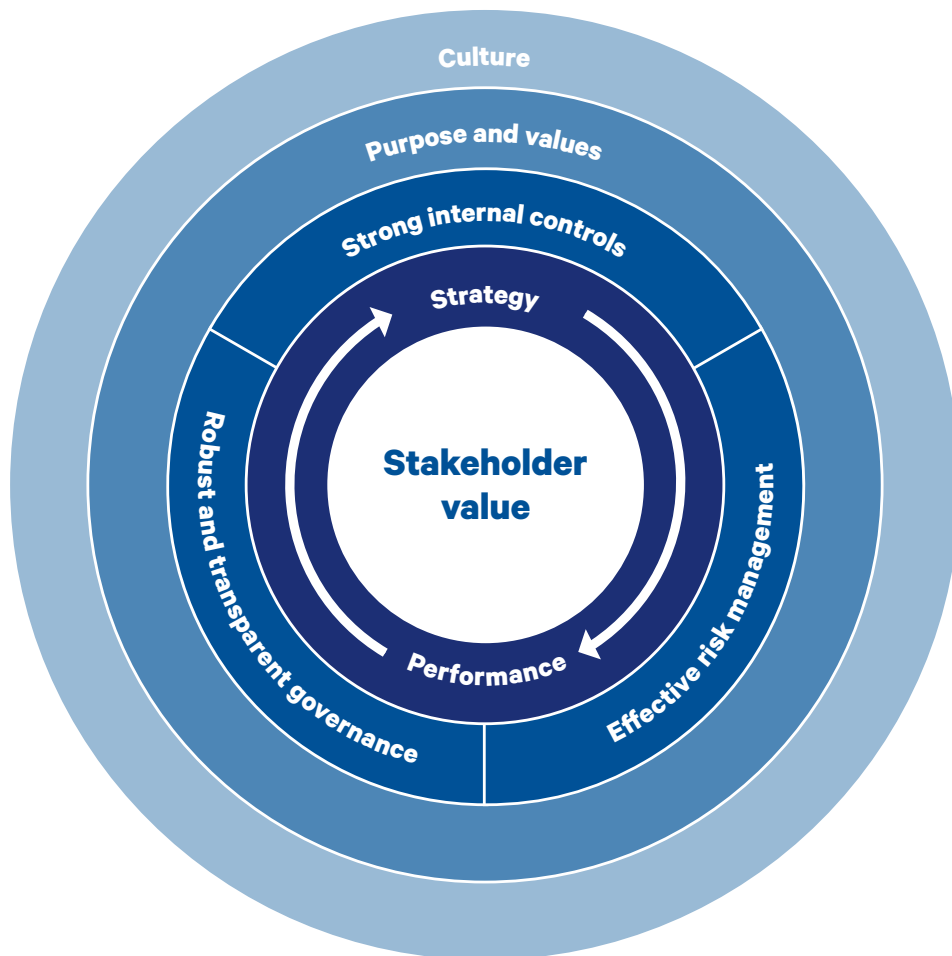 Culture
Purpose and values
Strong internal controls
Strategy
Stakeholder
value
Robust and transparent governance
Effective risk management
Performance